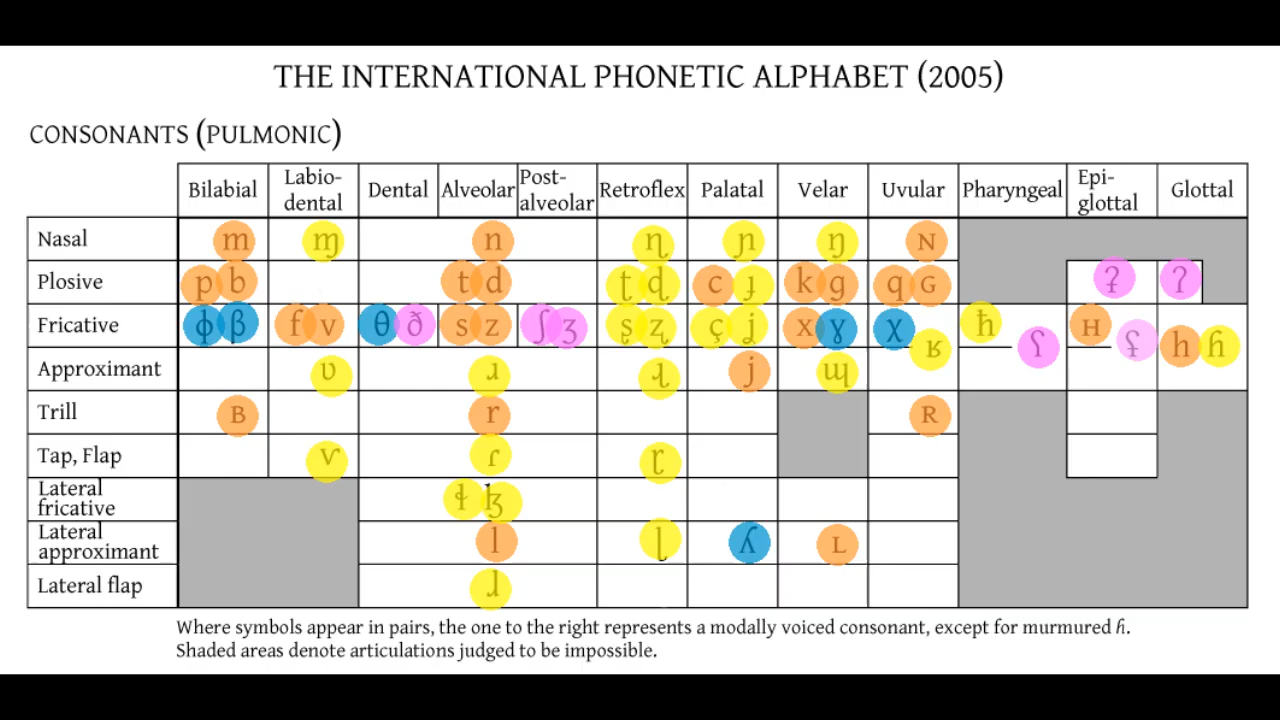 THE INTERNATIONAL PHONETIC ALPHABET (2005)
CONSONANTS (PULMONIC)
Bilabial Labio-dental Dental Alveolar Post-alveolar Retroflex Palatal Velar Uvular Pharyngeal Epi-glottal Glottal
Nasal m ɱ n ɳ ɲ ŋ ɴ
Plosive p b t d ʈ ɖ c ɟ k ɡ q ɢ ʡ ʔ
Fricative ɸ β f v θ ð s z ʃ ʒ ʂ ʐ ç ʝ x ɣ χ ʁ ħ ʕ ʜ ʢ h ɦ
Approximant ʋ ɹ ɻ j ɰ
Trill ʙ r ʀ
Tap, Flap ⱱ ɾ ɽ
Lateral fricative ɬ ɮ
Lateral approximant l ɭ ʎ ʟ
Lateral flap ɺ
Where symbols appear in pairs, the one to the right represents a modally voiced consonant, except for murmured ɦ.
Shaded areas denote articulations judged to be impossible.